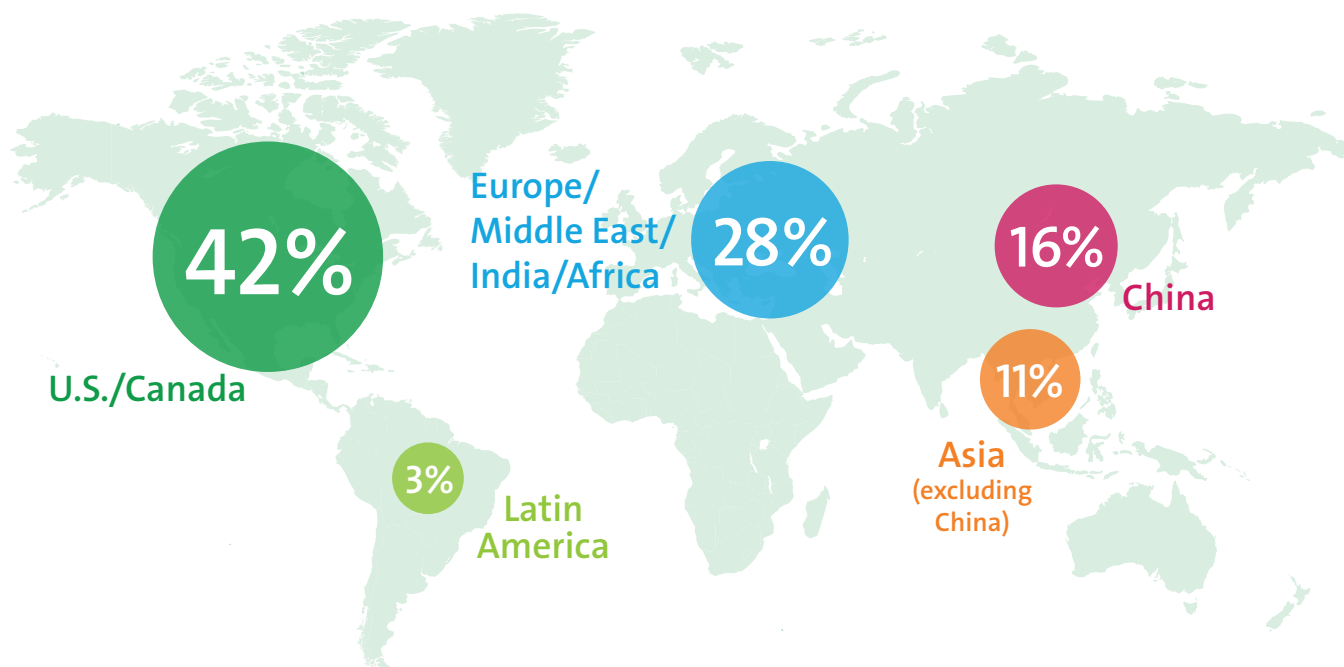 42%
U.S./Canada
Europe/
Middle East/
India/Africa
28%
16%
China
11%
Asia
(excluding
China)
3%
Latin
America